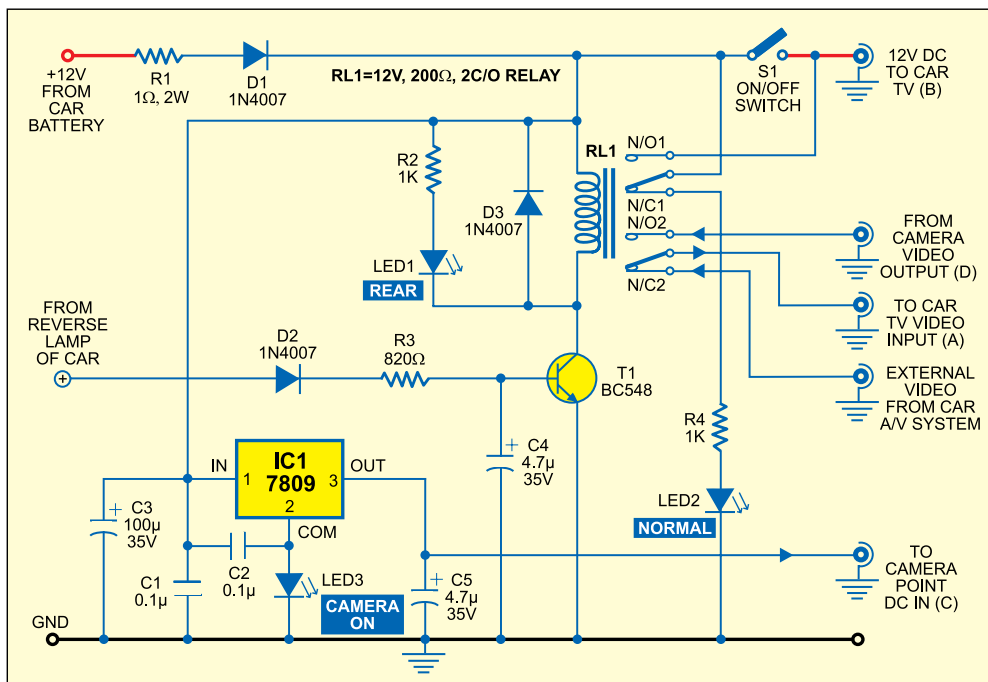 +12V
FROM
CAR
BATTERY
R1
1Ω, 2W
D1
1N4007
RL1=12V, 200Ω, 2C/O RELAY
S1
ON/OFF
SWITCH
12V DC
TO CAR
TV (B)
R2
1K
D3
1N4007
RL1
N/O1
N/C1
N/O2
N/C2
LED1
REAR
FROM
CAMERA
VIDEO
OUTPUT (D)
TO CAR
TV VIDEO
INPUT (A)
EXTERNAL
VIDEO
FROM CAR
A/V SYSTEM
FROM
REVERSE
LAMP
OF CAR
D2
1N4007
R3
820Ω
T1
BC548
R4
1K
C4
4.7µ
35V
LED2
NORMAL
IN
1
IC1
7809
3
OUT
2
COM
C3
100µ
35V
C1
0.1µ
C2
0.1µ
LED3
CAMERA
ON
C5
4.7µ
35V
TO
CAMERA
POINT
DC IN (C)
GND